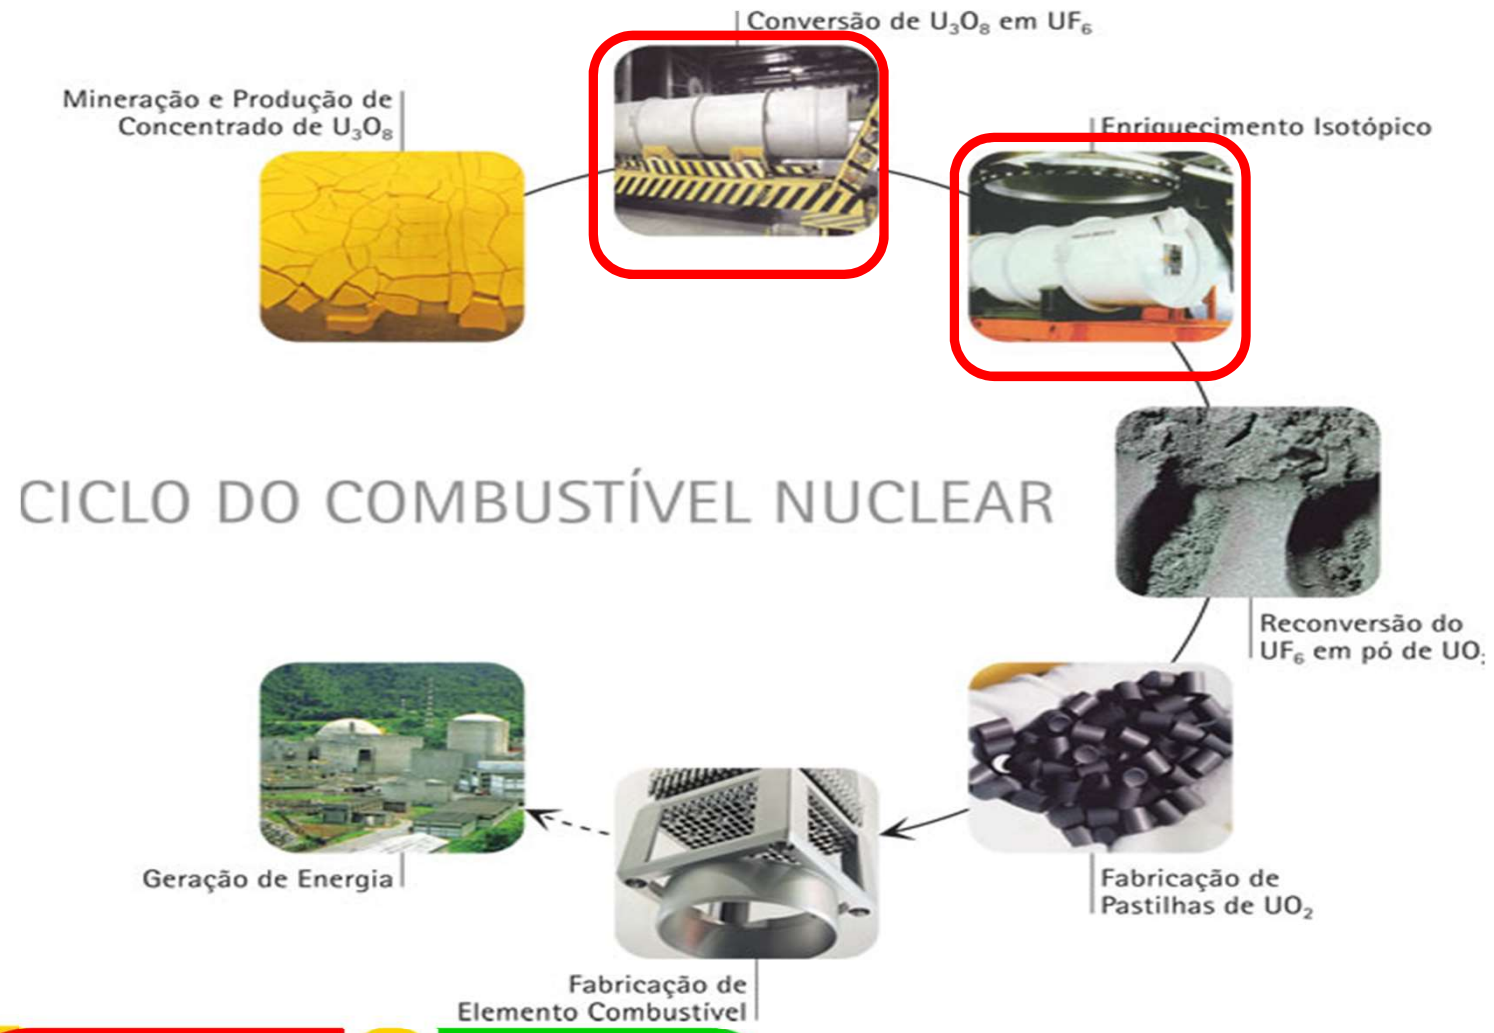 Conversão de U₃O₈ em UF₆
Mineração e Produção de
Concentrado de U₃O₈
Enriquecimento Isotópico
CICLO DO COMBUSTÍVEL NUCLEAR
Reconversão do
UF₆ em pó de UO
Geração de Energia
Fabricação de
Pastilhas de UO₂
Fabricação de
Elemento Combustível